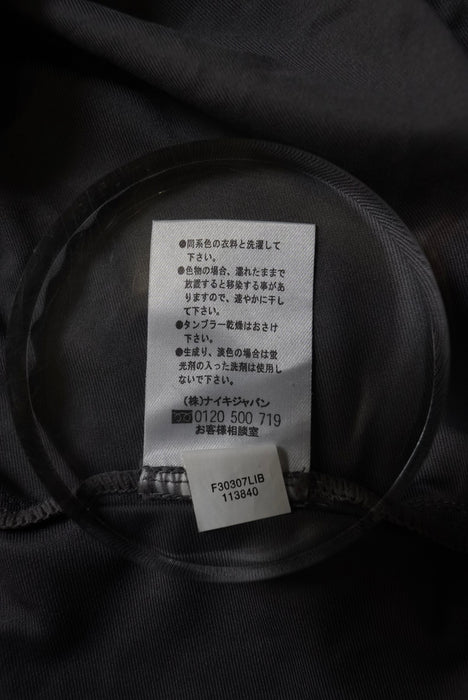 ●同系色の衣料と洗濯して
下さい。
●色物の場合、濡れたままで
放置すると移染する事があ
りますので、速やかに干し
て下さい。
●タンブラー乾燥はおさけ
下さい。
●生成り、淡色の場合は蛍
光剤の入った洗剤は使用し
ないで下さい。
(株)ナイキジャパン
0120 500 719
お客様相談室
F30307LIB
113840